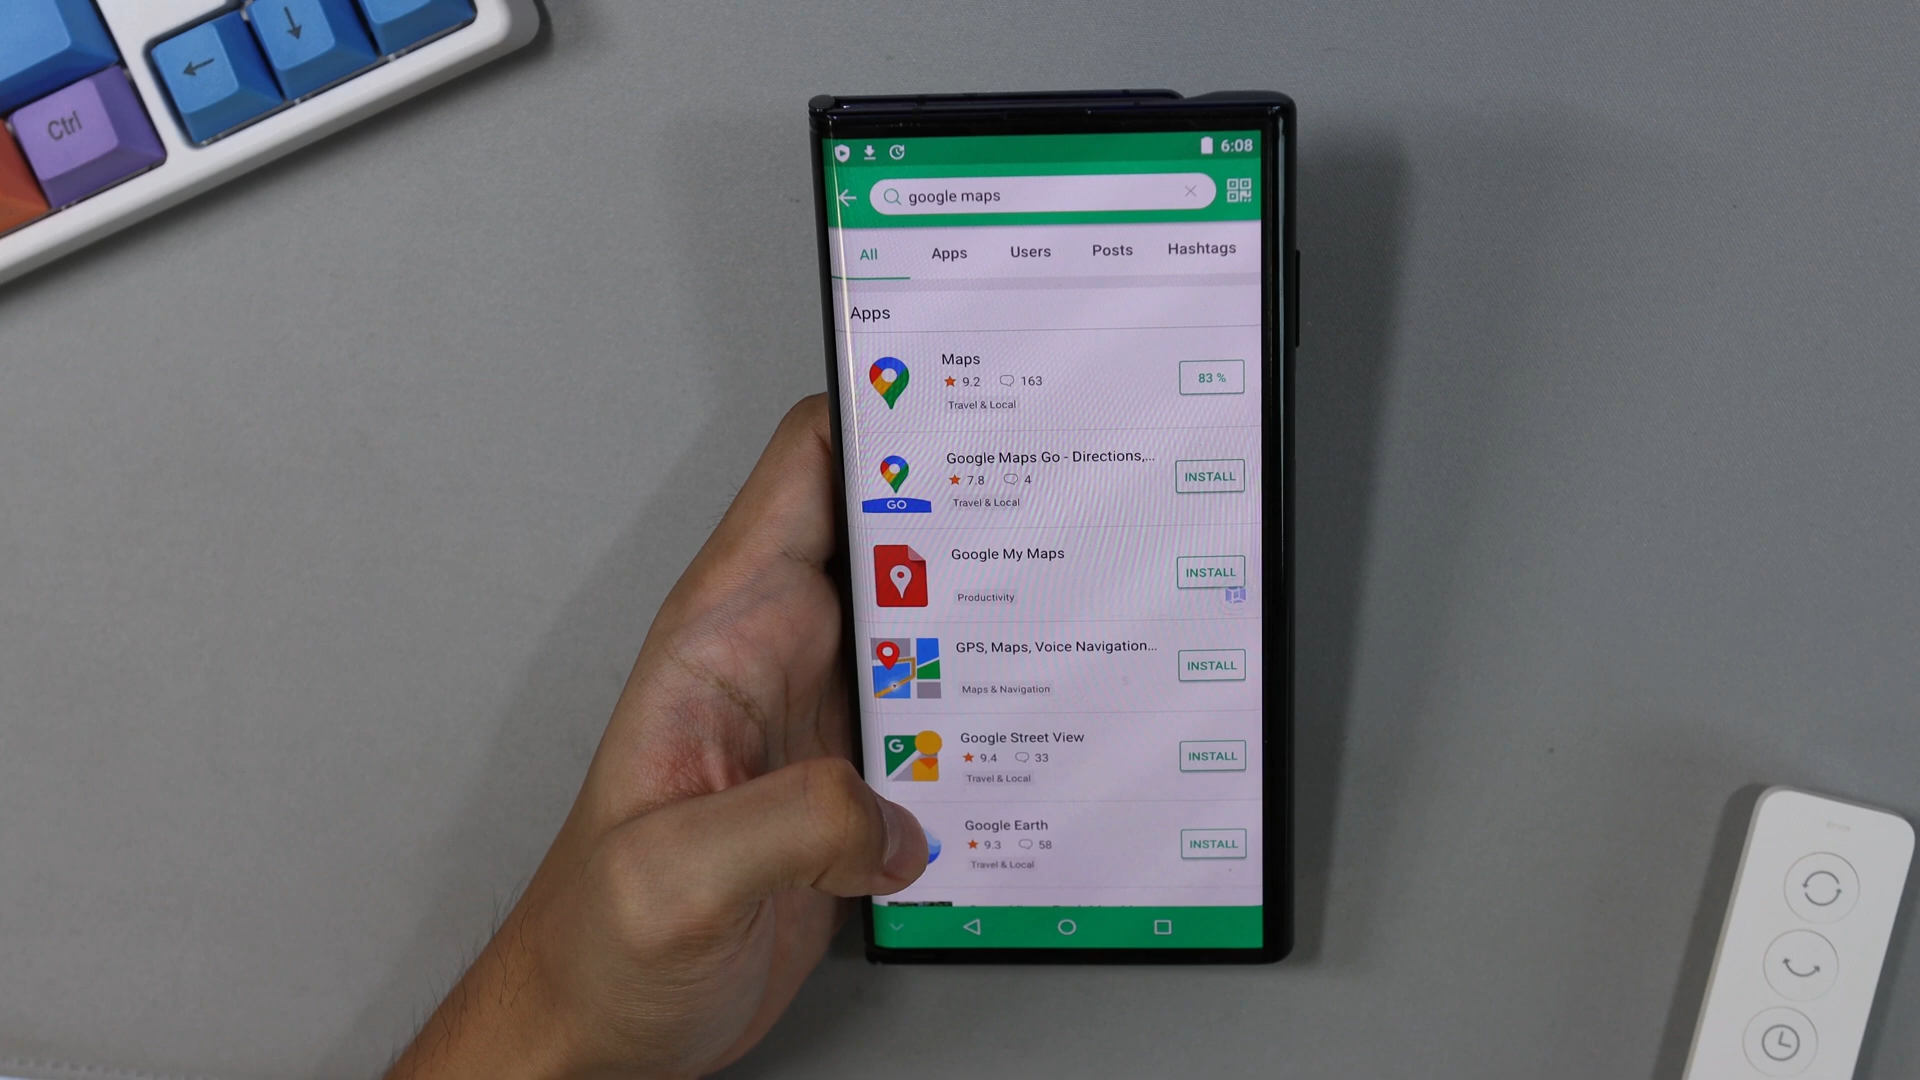 Ctrl
6:08
google maps
All Apps Users Posts Hashtags
Apps
Maps
9.2 163
Travel & Local
83 %
Google Maps Go - Directions,...
7.8 4
Travel & Local
INSTALL
GO
Google My Maps
Productivity
INSTALL
GPS, Maps, Voice Navigation...
Maps & Navigation
INSTALL
G
Google Street View
9.4 33
Travel & Local
INSTALL
Google Earth
9.3 58
Travel & Local
INSTALL